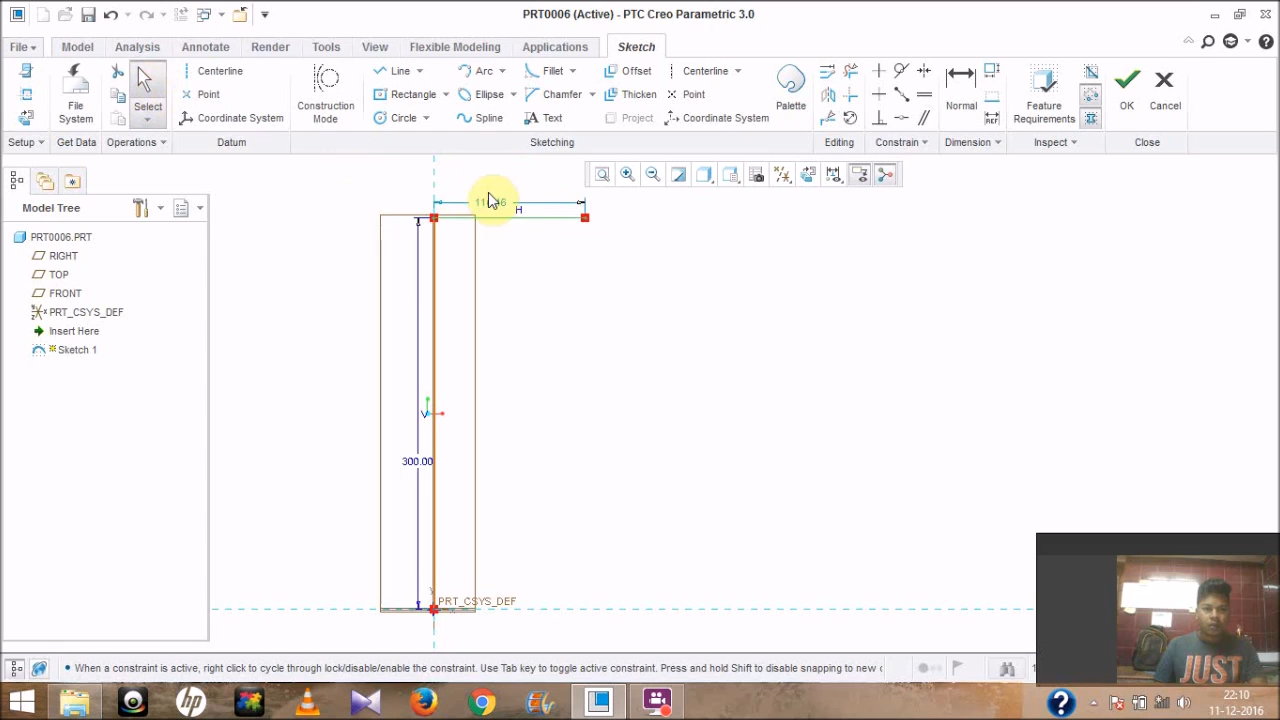 PRT0006 (Active) - PTC Creo Parametric 3.0
File Model Analysis Annotate Render Tools View Flexible Modeling Applications Sketch
File System
Select
Centerline
Point
Coordinate System
Construction Mode
Line Arc Fillet Offset Centerline
Rectangle Ellipse Chamfer Thicken Point
Circle Spline Text Project Coordinate System
Palette
Normal
Feature Requirements
OK Cancel
Setup Get Data Operations Datum Sketching Editing Constrain Dimension Inspect Close
Model Tree
PRT0006.PRT
RIGHT
TOP
FRONT
PRT_CSYS_DEF
Insert Here
Sketch 1
H
V
300.00
PRT_CSYS_DEF
When a constraint is active, right click to cycle through lock/disable/enable the constraint. Use Tab key to toggle active constraint. Press and hold Shift to disable snapping to new c
JUST
22:10
11-12-2016